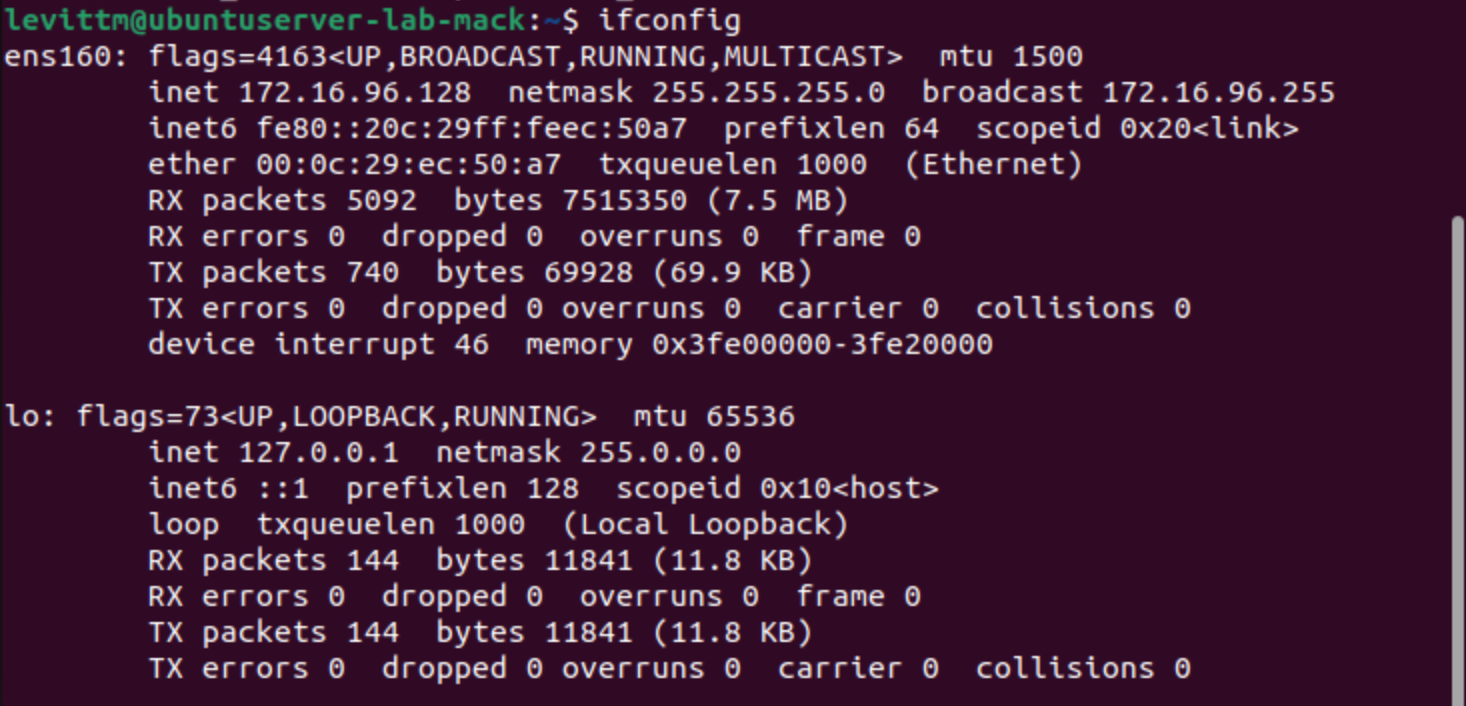 levittm@ubuntuserver-lab-mack:~$ ifconfig
ens160: flags=4163<UP,BROADCAST,RUNNING,MULTICAST>  mtu 1500
        inet 172.16.96.128  netmask 255.255.255.0  broadcast 172.16.96.255
        inet6 fe80::20c:29ff:feec:50a7  prefixlen 64  scopeid 0x20<link>
        ether 00:0c:29:ec:50:a7  txqueuelen 1000  (Ethernet)
        RX packets 5092  bytes 7515350 (7.5 MB)
        RX errors 0  dropped 0  overruns 0  frame 0
        TX packets 740  bytes 69928 (69.9 KB)
        TX errors 0  dropped 0 overruns 0  carrier 0  collisions 0
        device interrupt 46  memory 0x3fe00000-3fe20000

lo: flags=73<UP,LOOPBACK,RUNNING>  mtu 65536
        inet 127.0.0.1  netmask 255.0.0.0
        inet6 ::1  prefixlen 128  scopeid 0x10<host>
        loop  txqueuelen 1000  (Local Loopback)
        RX packets 144  bytes 11841 (11.8 KB)
        RX errors 0  dropped 0  overruns 0  frame 0
        TX packets 144  bytes 11841 (11.8 KB)
        TX errors 0  dropped 0 overruns 0  carrier 0  collisions 0